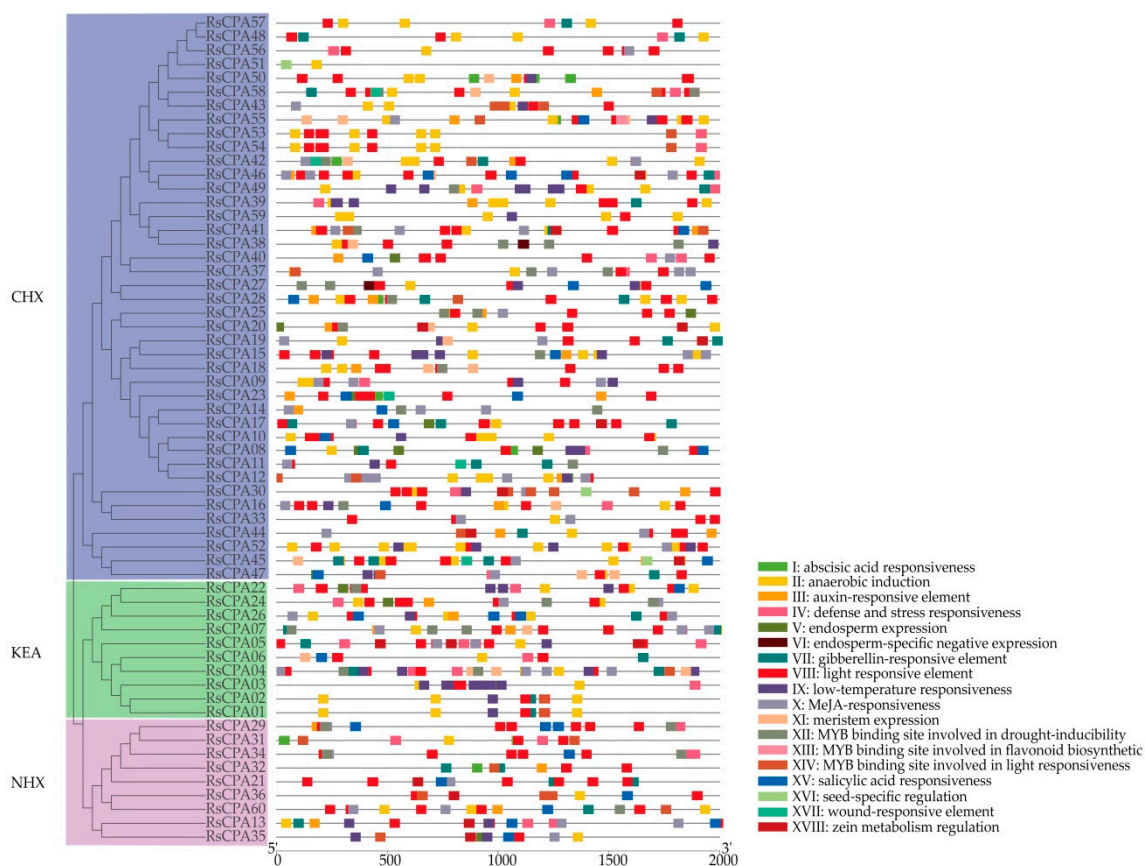 RsCPA57
RsCPA48
RsCPA56
RsCPA51
RsCPA50
RsCPA58
RsCPA43
RsCPA55
RsCPA53
RsCPA54
RsCPA42
RsCPA46
RsCPA49
RsCPA39
RsCPA59
RsCPA41
RsCPA38
RsCPA40
RsCPA37
RsCPA27
CHX
RsCPA28
RsCPA25
RsCPA20
RsCPA19
RsCPA15
RsCPA18
RsCPA09
RsCPA23
RsCPA14
RsCPA17
RsCPA10
RsCPA08
RsCPA11
RsCPA12
RsCPA30
RsCPA16
RsCPA33
RsCPA44
RsCPA52
RsCPA45
RsCPA47
RsCPA22
RsCPA24
RsCPA26
RsCPA07
RsCPA05
KEA
RsCPA06
RsCPA04
RsCPA03
RsCPA02
RsCPA01
RsCPA29
RsCPA31
RsCPA34
RsCPA32
NHX
RsCPA21
RsCPA36
RsCPA60
RsCPA13
RsCPA35
5' 0 500 1000 1500 2000 3'
I: abscisic acid responsiveness
II: anaerobic induction
III: auxin-responsive element
IV: defense and stress responsiveness
V: endosperm expression
VI: endosperm-specific negative expression
VII: gibberellin-responsive element
VIII: light responsive element
IX: low-temperature responsiveness
X: MeJA-responsiveness
XI: meristem expression
XII: MYB binding site involved in drought-inducibility
XIII: MYB binding site involved in flavonoid biosynthetic
XIV: MYB binding site involved in light responsiveness
XV: salicylic acid responsiveness
XVI: seed-specific regulation
XVII: wound-responsive element
XVIII: zein metabolism regulation